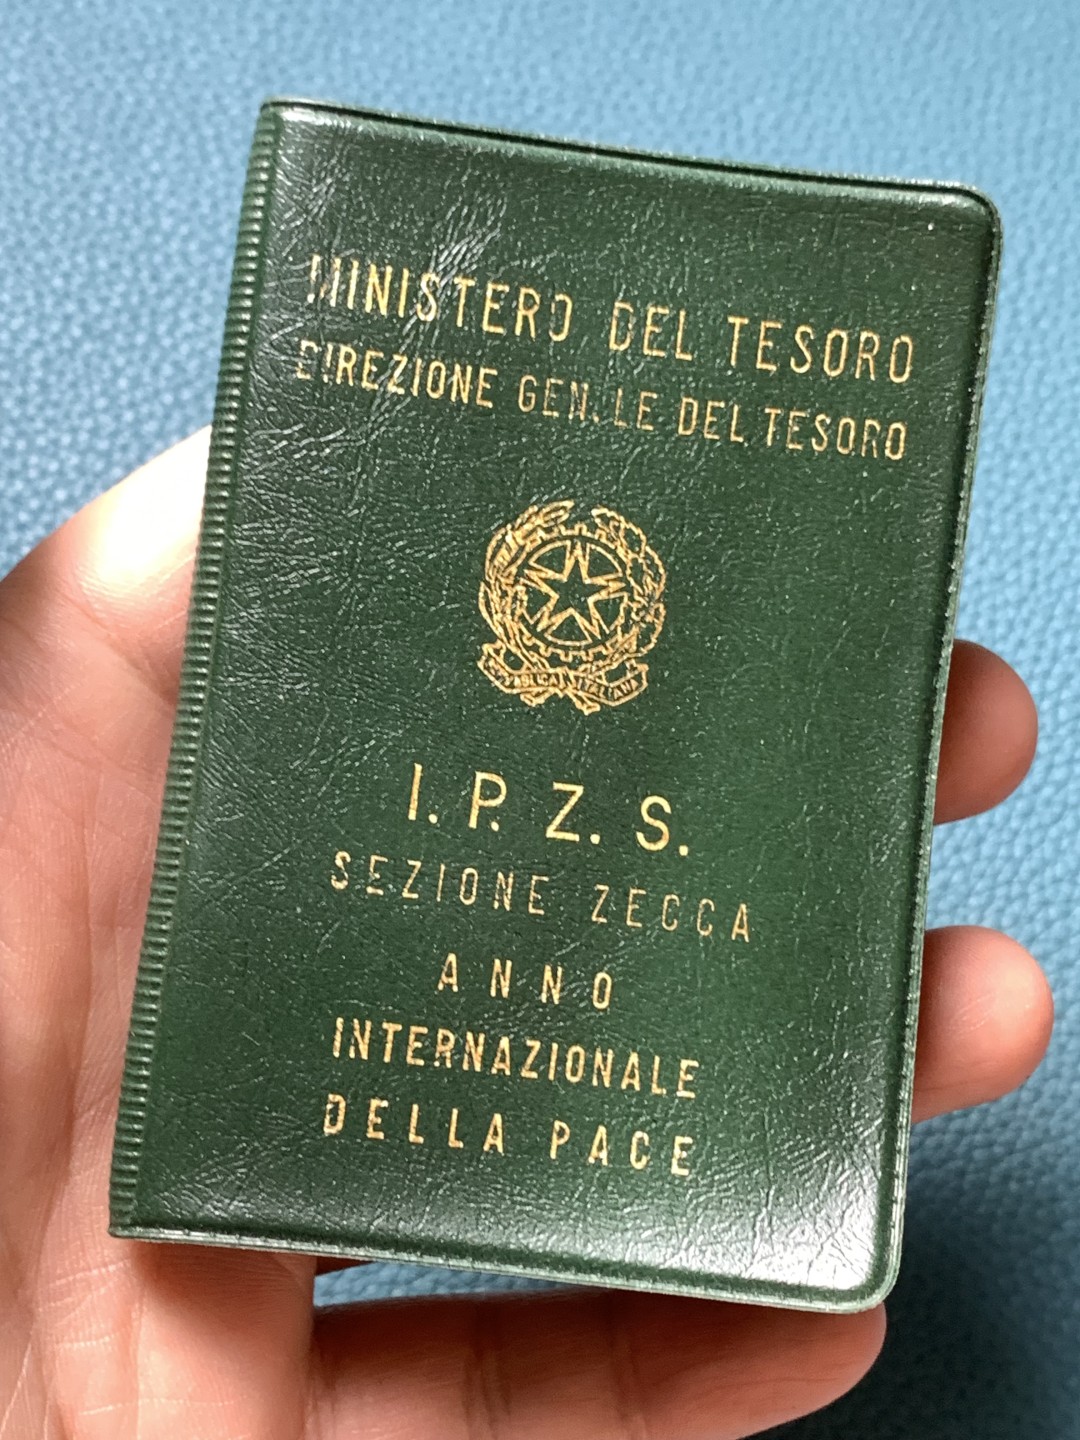 MINISTERO DEL TESORO
DIREZIONE GEN.LE DEL TESORO
REPUBBLICA ITALIANA
I. P. Z. S.
SEZIONE ZECCA
ANNO
INTERNAZIONALE
DELLA PACE